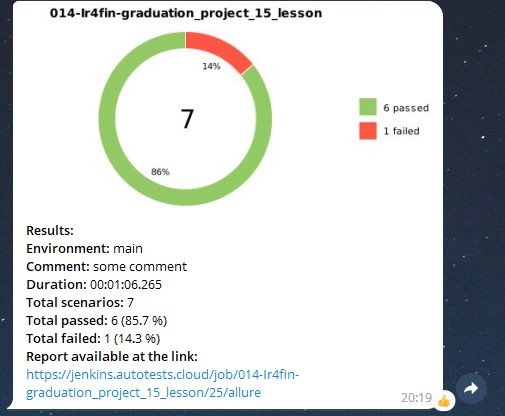 014-Ir4fin-graduation_project_15_lesson
14%
7
86%
6 passed
1 failed
Results:
Environment: main
Comment: some comment
Duration: 00:01:06.265
Total scenarios: 7
Total passed: 6 (85.7 %)
Total failed: 1 (14.3 %)
Report available at the link:
https://jenkins.autotests.cloud/job/014-Ir4fin-
graduation_project_15_lesson/25/allure
20:19